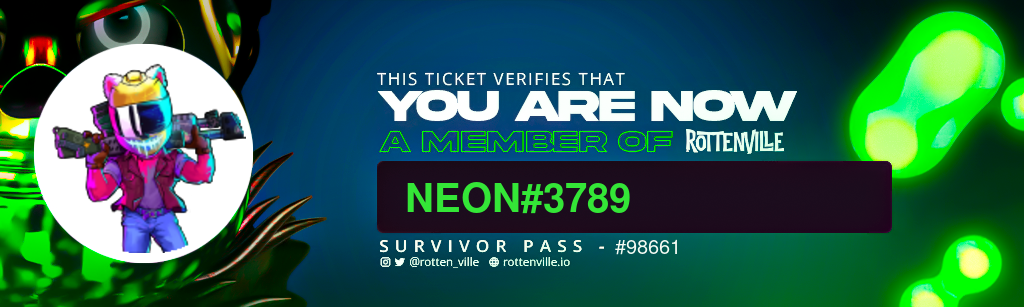 THIS TICKET VERIFIES THAT
YOU ARE NOW
A MEMBER OF ROTTENVILLE
NEON#3789
SURVIVOR PASS - #98661
@rotten_ville rottenville.io